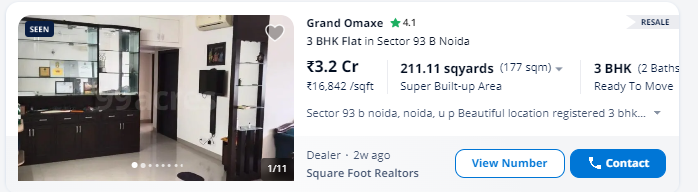 SEEN
99acres
1/11
Grand Omaxe ★ 4.1
RESALE
3 BHK Flat in Sector 93 B Noida
₹3.2 Cr
₹16,842 /sqft
211.11 sqyards (177 sqm)
Super Built-up Area
3 BHK (2 Baths
Ready To Move
Sector 93 b noida, noida, u p Beautiful location registered 3 bhk...
Dealer · 2w ago
Square Foot Realtors
View Number
Contact